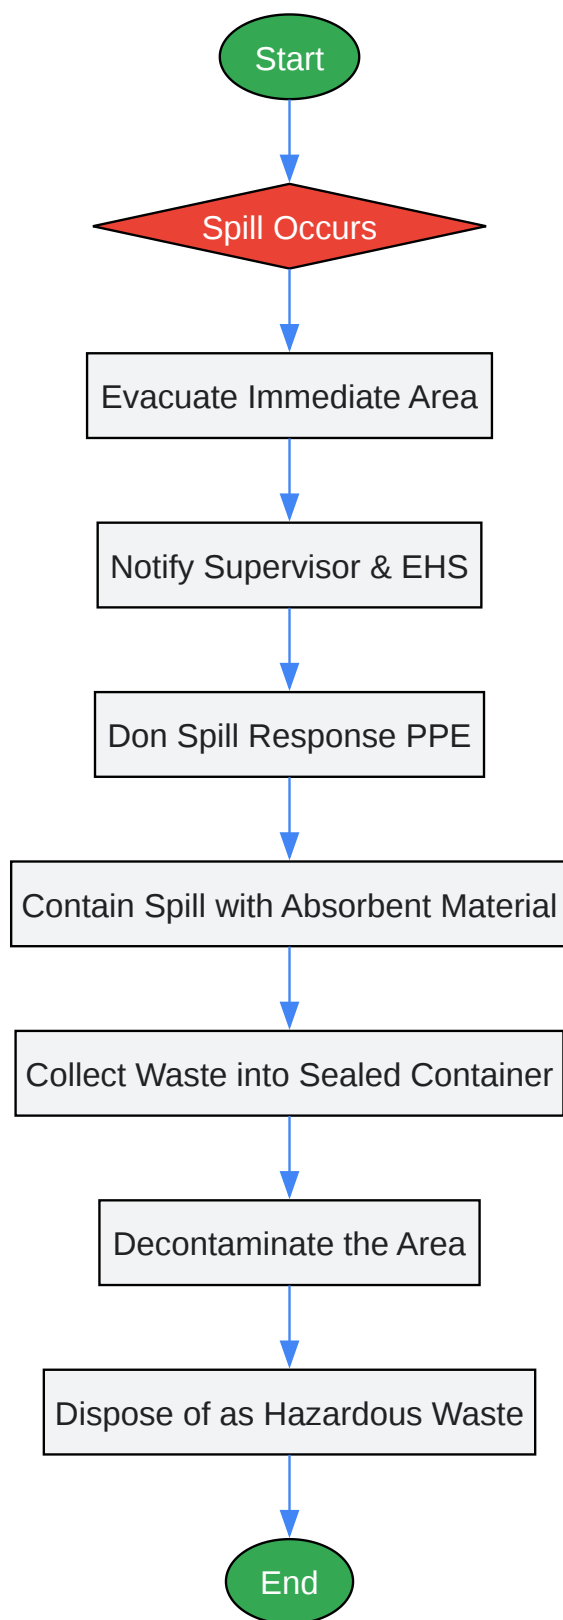 Start
Spill Occurs
Evacuate Immediate Area
Notify Supervisor & EHS
Don Spill Response PPE
Contain Spill with Absorbent Material
Collect Waste into Sealed Container
Decontaminate the Area
Dispose of as Hazardous Waste
End